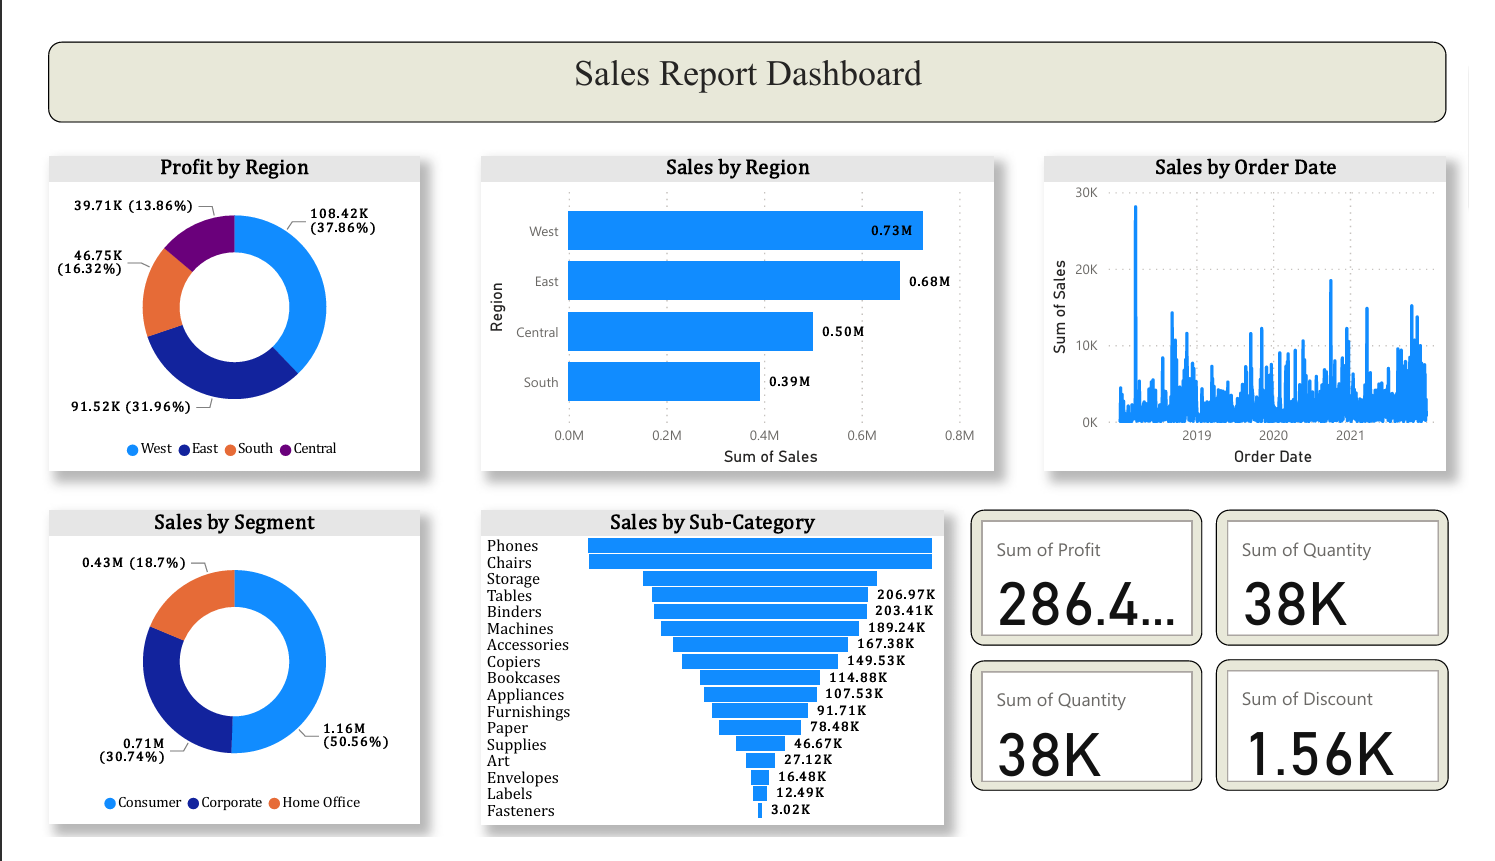 Sales Report Dashboard
Profit by Region
39.71K (13.86%)
108.42K
(37.86%)
46.75K
(16.32%)
91.52K (31.96%)
West East South Central
Sales by Region
Region
West
0.73M
East
0.68M
Central
0.50M
South
0.39M
0.0M 0.2M 0.4M 0.6M 0.8M
Sum of Sales
Sales by Order Date
Sum of Sales
30K
20K
10K
0K
2019 2020 2021
Order Date
Sales by Segment
0.43M (18.7%)
1.16M
(50.56%)
0.71M
(30.74%)
Consumer Corporate Home Office
Sales by Sub-Category
Phones
Chairs
Storage
Tables 206.97K
Binders 203.41K
Machines 189.24K
Accessories 167.38K
Copiers 149.53K
Bookcases 114.88K
Appliances 107.53K
Furnishings 91.71K
Paper 78.48K
Supplies 46.67K
Art 27.12K
Envelopes 16.48K
Labels 12.49K
Fasteners 3.02K
Sum of Profit
286.4...
Sum of Quantity
38K
Sum of Quantity
38K
Sum of Discount
1.56K